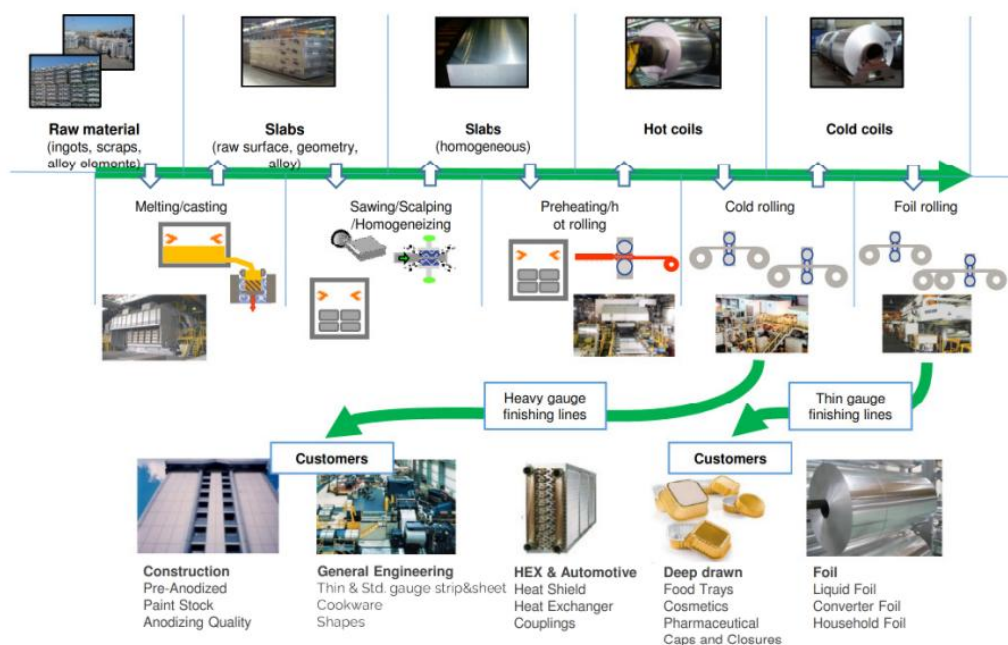 Raw material
(ingots, scraps,
alloy elements)
Slabs
(raw surface, geometry,
alloy)
Slabs
(homogeneous)
Hot coils
Cold coils
Melting/casting
Sawing/Scalping
/Homogeneizing
Preheating/h
ot rolling
Cold rolling
Foil rolling
Heavy gauge
finishing lines
Thin gauge
finishing lines
Customers
Customers
Construction
Pre-Anodized
Paint Stock
Anodizing Quality
General Engineering
Thin & Std. gauge strip&sheet
Cookware
Shapes
HEX & Automotive
Heat Shield
Heat Exchanger
Couplings
Deep drawn
Food Trays
Cosmetics
Pharmaceutical
Caps and Closures
Foil
Liquid Foil
Converter Foil
Household Foil